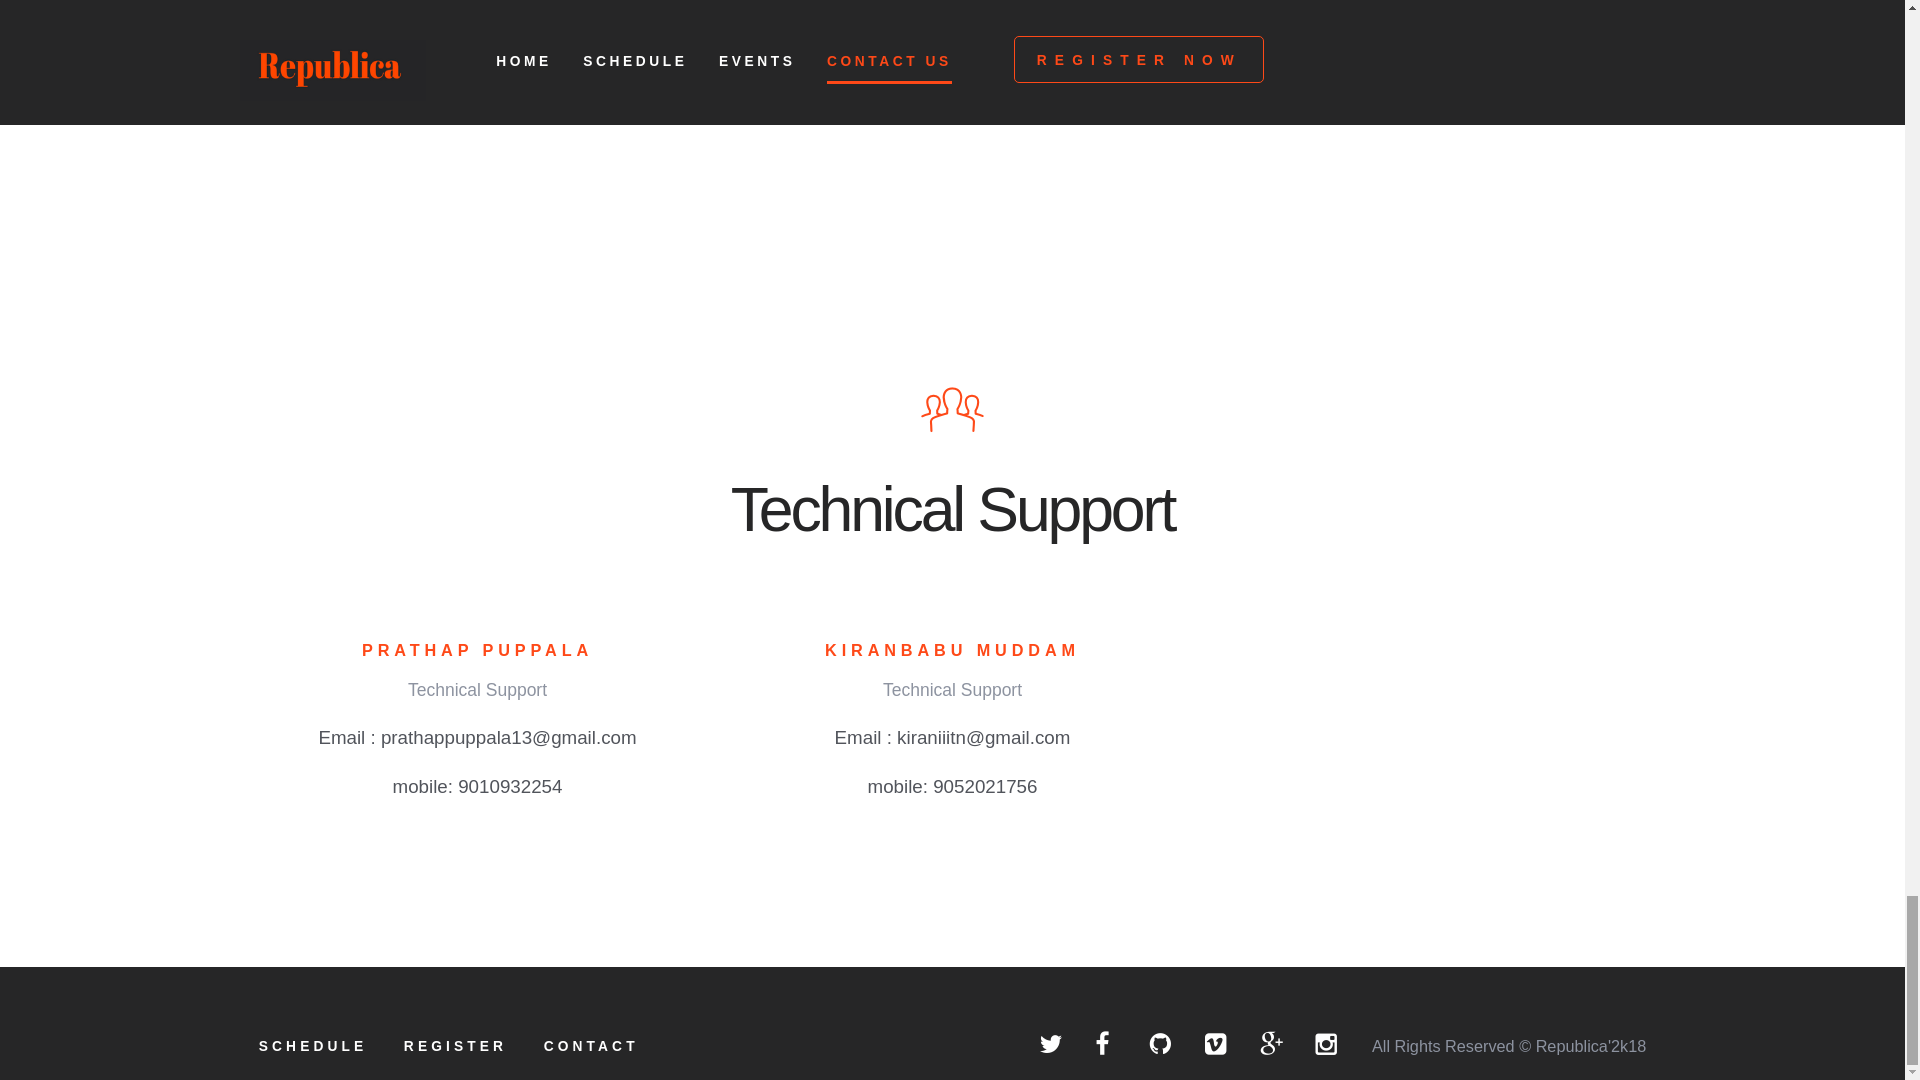 Republica
HOME
SCHEDULE
EVENTS
CONTACT US
REGISTER NOW
Technical Support
PRATHAP PUPPALA
Technical Support
Email : prathappuppala13@gmail.com
mobile: 9010932254
KIRANBABU MUDDAM
Technical Support
Email : kiraniiitn@gmail.com
mobile: 9052021756
SCHEDULE
REGISTER
CONTACT
All Rights Reserved © Republica'2k18